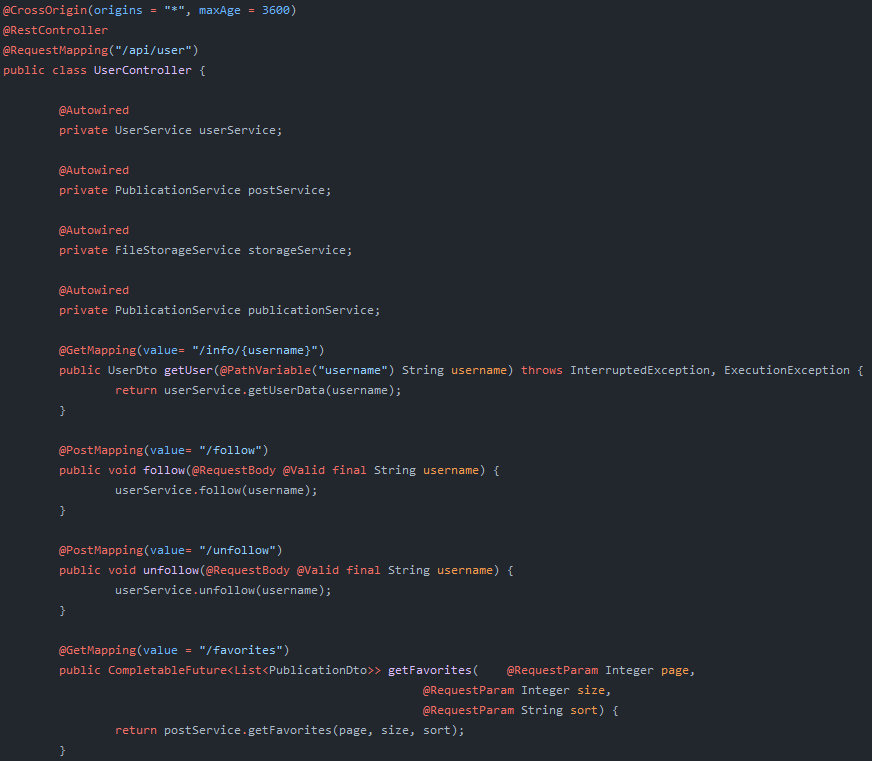 @CrossOrigin(origins = "*", maxAge = 3600)
@RestController
@RequestMapping("/api/user")
public class UserController {
@Autowired
private UserService userService;
@Autowired
private PublicationService postService;
@Autowired
private FileStorageService storageService;
@Autowired
private PublicationService publicationService;
@GetMapping(value= "/info/{username}")
public UserDto getUser(@PathVariable("username") String username) throws InterruptedException, ExecutionException {
return userService.getUserData(username);
}
@PostMapping(value= "/follow")
public void follow(@RequestBody @Valid final String username) {
userService.follow(username);
}
@PostMapping(value= "/unfollow")
public void unfollow(@RequestBody @Valid final String username) {
userService.unfollow(username);
}
@GetMapping(value = "/favorites")
public CompletableFuture<List<PublicationDto>> getFavorites(    @RequestParam Integer page,
@RequestParam Integer size,
@RequestParam String sort) {
return postService.getFavorites(page, size, sort);
}